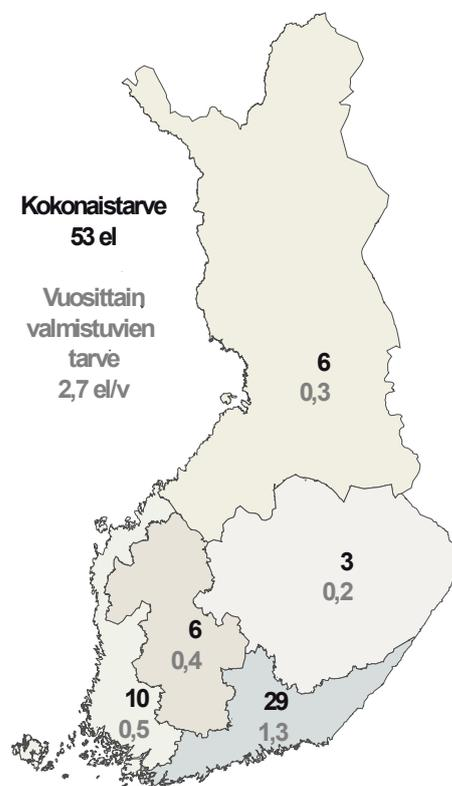 Kokonaistarve
53 el
Vuosittain
valmistuvien
tarve
2,7 el/v
6
0,3
3
0,2
6
0,4
10
0,5
29
1,3